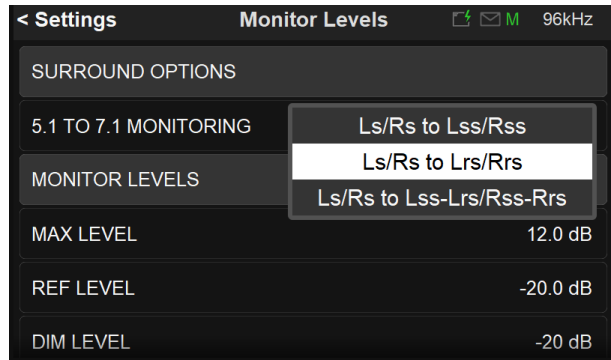 < Settings Monitor Levels M 96kHz
SURROUND OPTIONS
5.1 TO 7.1 MONITORING
Ls/Rs to Lss/Rss
Ls/Rs to Lrs/Rrs
Ls/Rs to Lss-Lrs/Rss-Rrs
MONITOR LEVELS
MAX LEVEL 12.0 dB
REF LEVEL -20.0 dB
DIM LEVEL -20 dB